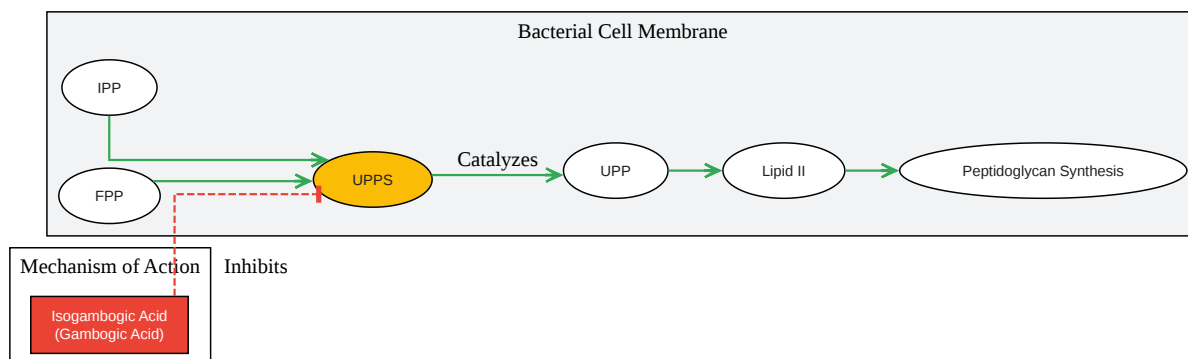 Bacterial Cell Membrane
IPP
Catalyzes
UPPS
UPP
Lipid II
Peptidoglycan Synthesis
FPP
Mechanism of Action
Inhibits
Isogambogic Acid
(Gambogic Acid)